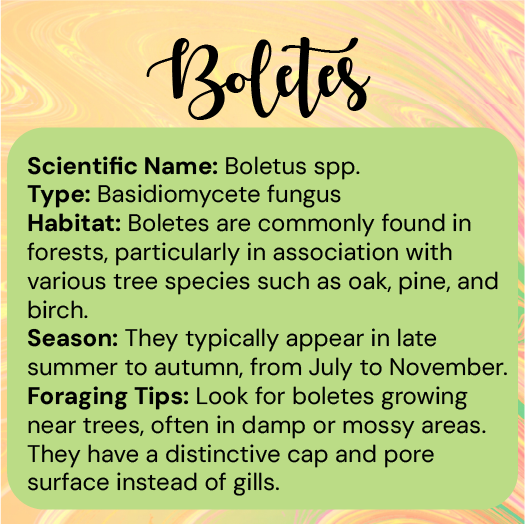 Boletes
Scientific Name: Boletus spp.
Type: Basidiomycete fungus
Habitat: Boletes are commonly found in
forests, particularly in association with
various tree species such as oak, pine, and
birch.
Season: They typically appear in late
summer to autumn, from July to November.
Foraging Tips: Look for boletes growing
near trees, often in damp or mossy areas.
They have a distinctive cap and pore
surface instead of gills.